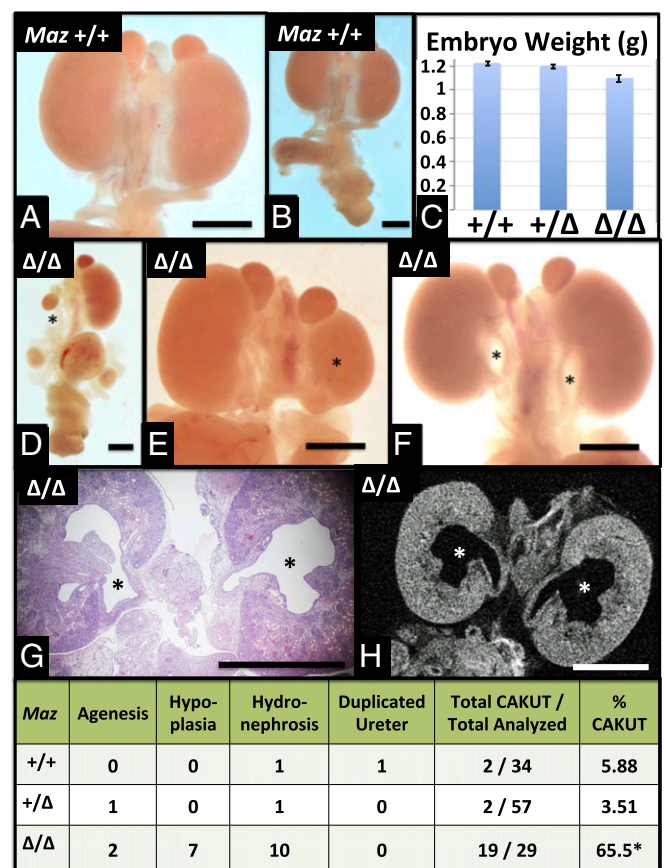 Maz +/+
A
Maz +/+
B
Embryo Weight (g)
1.2
1
0.8
0.6
0.4
0.2
+/+ +/Δ Δ/Δ
C
Δ/Δ
*
D
Δ/Δ
*
E
Δ/Δ
*
*
F
Δ/Δ
*
*
G
Δ/Δ
*
*
H
Maz Agenesis Hypo-plasia Hydro-nephrosis Duplicated Ureter Total CAKUT / Total Analyzed % CAKUT
+/+ 0 0 1 1 2 / 34 5.88
+/Δ 1 0 1 0 2 / 57 3.51
Δ/Δ 2 7 10 0 19 / 29 65.5*